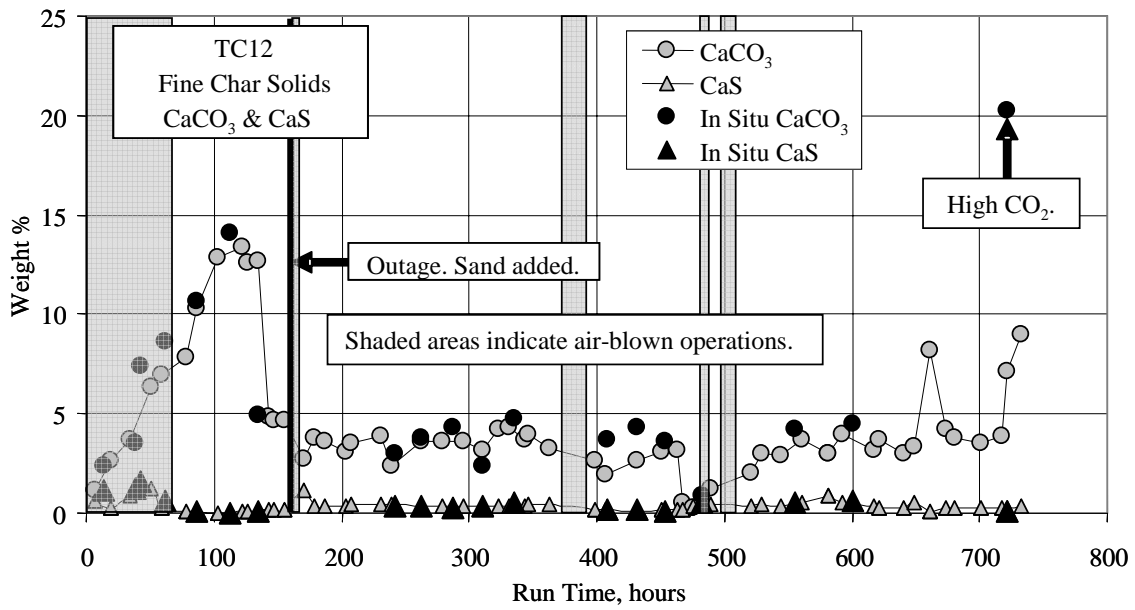 TC12
Fine Char Solids
CaCO3 & CaS
CaCO3
CaS
In Situ CaCO3
In Situ CaS
High CO2.
Outage. Sand added.
Shaded areas indicate air-blown operations.
Weight %
25
20
15
10
5
0
0 100 200 300 400 500 600 700 800
Run Time, hours